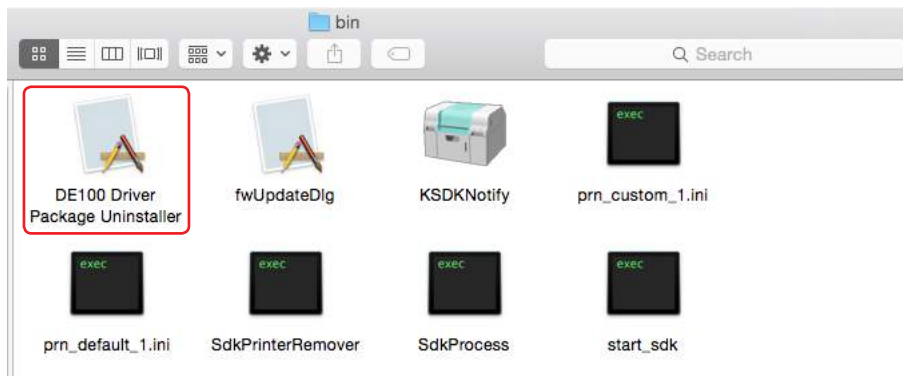 bin
Search
exec
DE100 Driver
Package Uninstaller
fwUpdateDlg
KSDKNotify
prn_custom_1.ini
exec
exec
exec
exec
prn_default_1.ini
SdkPrinterRemover
SdkProcess
start_sdk